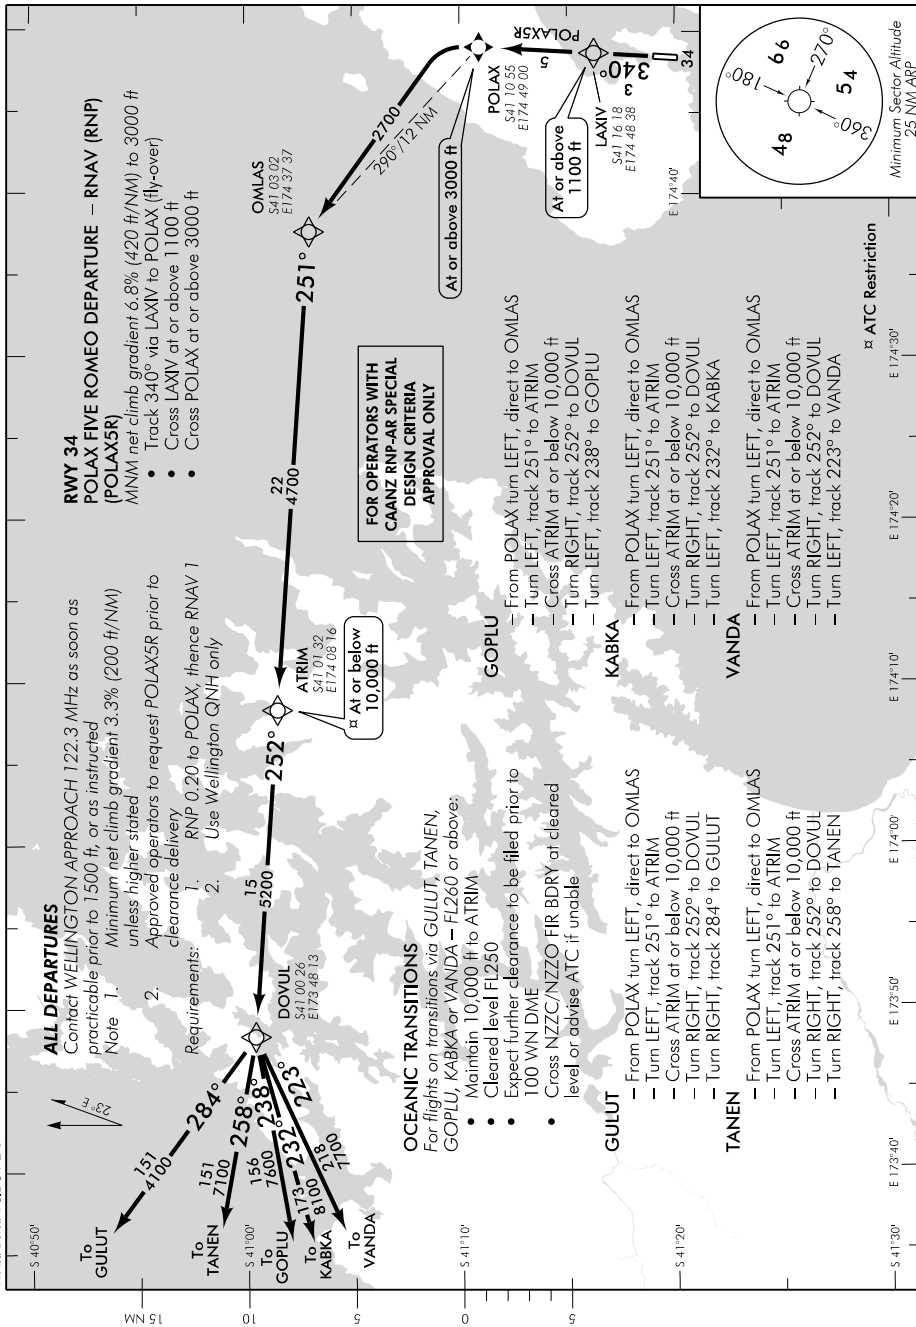 ALL DEPARTURES
Contact WELLINGTON APPROACH 122.3 MHz as soon as
practicable prior to 1500 ft, or as instructed
Note 1. Minimum net climb gradient 3.3% (200 ft/NM)
unless higher stated
2. Approved operators to request POLAX5R prior to
clearance delivery
Requirements: 1. RNP 0.20 to POLAX, thence RNAV 1
2. Use Wellington QNH only
RWY 34
POLAX FIVE ROMEO DEPARTURE – RNAV (RNP)
(POLAX5R)
MNM net climb gradient 6.8% (420 ft/NM) to 3000 ft
• Track 340° via LAXIV to POLAX (fly-over)
• Cross LAXIV at or above 1100 ft
• Cross POLAX at or above 3000 ft
23° E
To
GULUT
151
4100
284°
To
TANEN
151
7100
258°
To
GOPLU
156
7600
238°
To
KABKA
173
8100
232°
To
VANDA
218
7700
223°
DOVUL
S41 00 26
E173 48 13
15
5200
252°
ATRIM
S41 01 32
E174 08 16
¤ At or below
10,000 ft
22
4700
251°
OMLAS
S41 03 02
E174 37 37
2700
290°/12 NM
POLAX
S41 10 55
E174 49 00
At or above 3000 ft
POLAX5R
5
At or above
1100 ft
LAXIV
S41 16 18
E174 48 38
340°
3
34
FOR OPERATORS WITH
CAANZ RNP-AR SPECIAL
DESIGN CRITERIA
APPROVAL ONLY
OCEANIC TRANSITIONS
For flights on transitions via GULUT, TANEN,
GOPLU, KABKA or VANDA – FL260 or above:
• Maintain 10,000 ft to ATRIM
• Cleared level FL250
• Expect further clearance to be filed prior to
100 WN DME
• Cross NZZC/NZZO FIR BDRY at cleared
level or advise ATC if unable
GULUT
– From POLAX turn LEFT, direct to OMLAS
– Turn LEFT, track 251° to ATRIM
– Cross ATRIM at or below 10,000 ft
– Turn RIGHT, track 252° to DOVUL
– Turn RIGHT, track 284° to GULUT
TANEN
– From POLAX turn LEFT, direct to OMLAS
– Turn LEFT, track 251° to ATRIM
– Cross ATRIM at or below 10,000 ft
– Turn RIGHT, track 252° to DOVUL
– Turn RIGHT, track 258° to TANEN
GOPLU
– From POLAX turn LEFT, direct to OMLAS
– Turn LEFT, track 251° to ATRIM
– Cross ATRIM at or below 10,000 ft
– Turn RIGHT, track 252° to DOVUL
– Turn LEFT, track 238° to GOPLU
KABKA
– From POLAX turn LEFT, direct to OMLAS
– Turn LEFT, track 251° to ATRIM
– Cross ATRIM at or below 10,000 ft
– Turn RIGHT, track 252° to DOVUL
– Turn LEFT, track 232° to KABKA
VANDA
– From POLAX turn LEFT, direct to OMLAS
– Turn LEFT, track 251° to ATRIM
– Cross ATRIM at or below 10,000 ft
– Turn RIGHT, track 252° to DOVUL
– Turn LEFT, track 223° to VANDA
¤ ATC Restriction
180°
66
270°
48
54
360°
Minimum Sector Altitude
25 NM ARP
S 40°50'
S 41°00'
S 41°10'
S 41°20'
S 41°30'
15 NM
10
5
0
5
E 173°40'
E 173°50'
E 174°00'
E 174°10'
E 174°20'
E 174°30'
E 174°40'